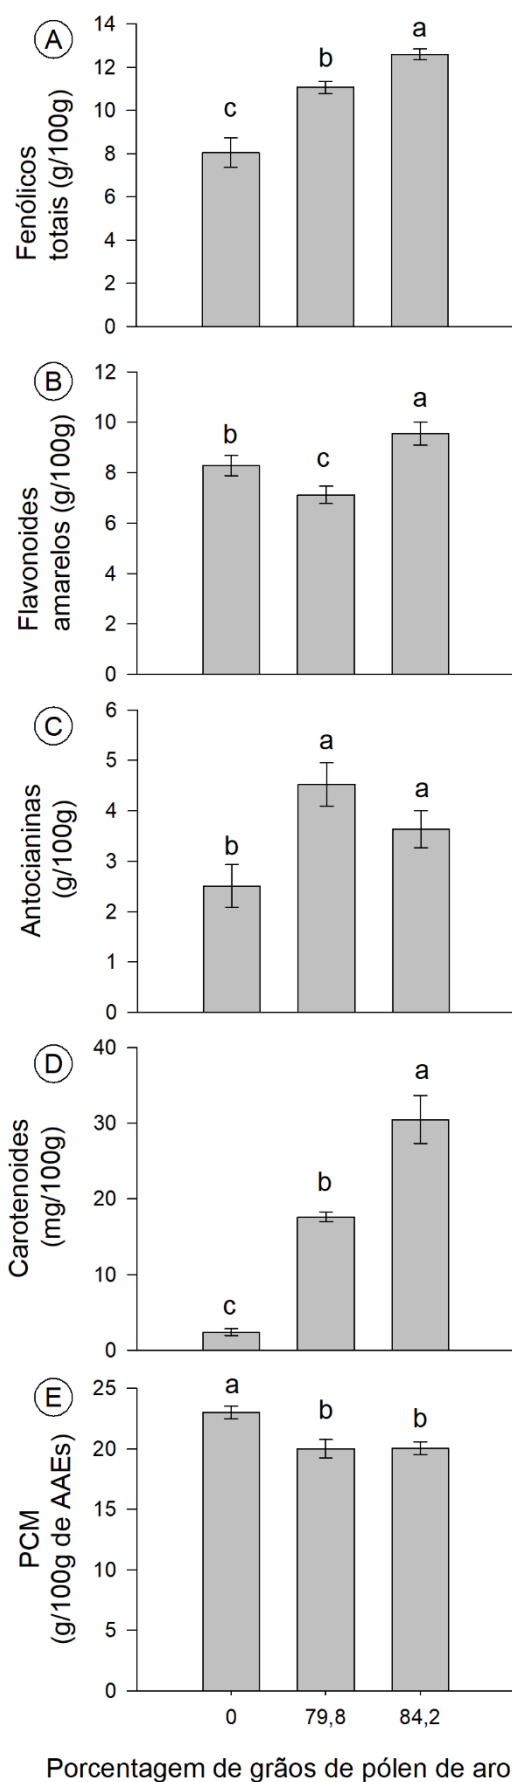 A
Fenólicos
totais (g/100g)
14
12
10
8
6
4
2
0
c
b
a
B
Flavonoides
amarelos (g/100g)
12
10
8
6
4
2
0
b
c
a
C
Antocianinas
(g/100g)
6
5
4
3
2
1
0
b
a
a
D
Carotenoides
(mg/100g)
40
30
20
10
0
c
b
a
E
PCM
(g/100g de AAEs)
25
20
15
10
5
0
a
b
b
0 79,8 84,2
Porcentagem de grãos de pólen de aro